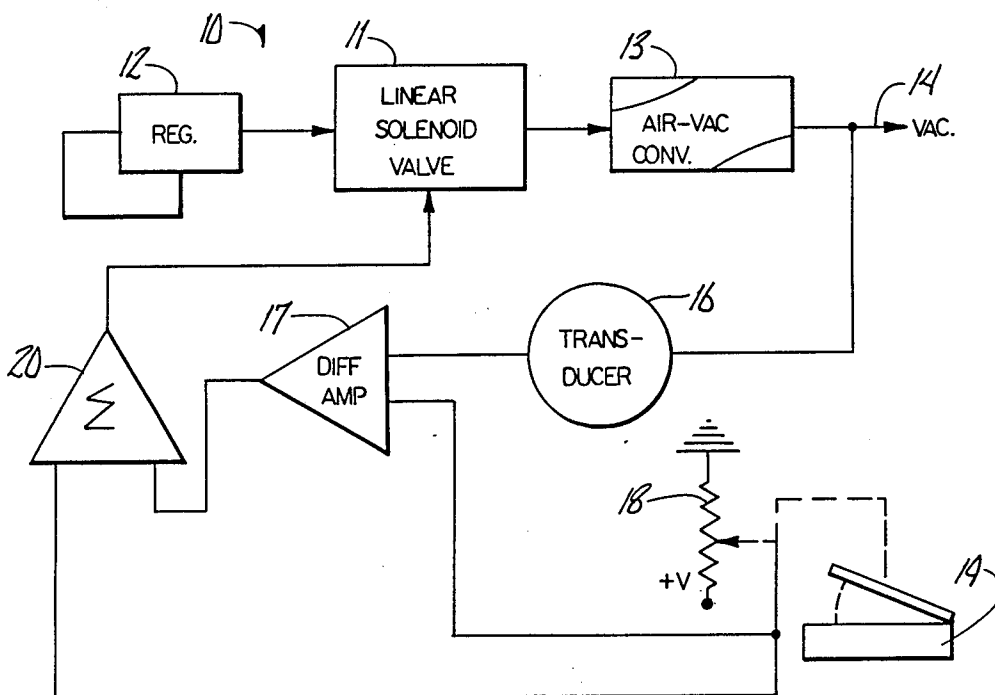 10
11
12
13
14
REG.
LINEAR
SOLENOID
VALVE
AIR-VAC
CONV.
VAC.
16
17
TRANS-
DUCER
20
DIFF
AMP
Σ
18
+V
19